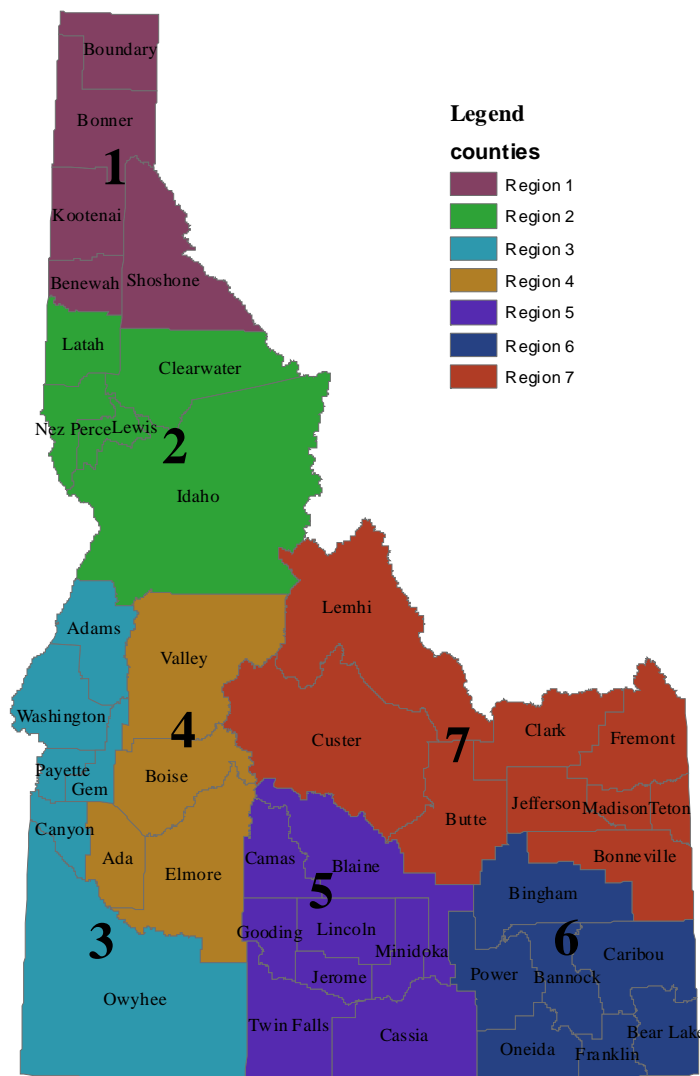 Boundary
Bonner
1
Kootenai
Benewah
Shoshone
Latah
Clearwater
Nez Perce
Lewis
2
Idaho
Legend
counties
Region 1
Region 2
Region 3
Region 4
Region 5
Region 6
Region 7
Lemhi
Adams
Valley
Washington
4
Custer
7
Clark
Fremont
Payette
Gem
Boise
Jefferson
Madison
Teton
Canyon
Ada
Elmore
Butte
Bonneville
Camas
Blaine
5
Bingham
3
Gooding
Lincoln
Minidoka
6
Caribou
Jerome
Power
Bannock
Owyhee
Twin Falls
Cassia
Oneida
Franklin
Bear Lake